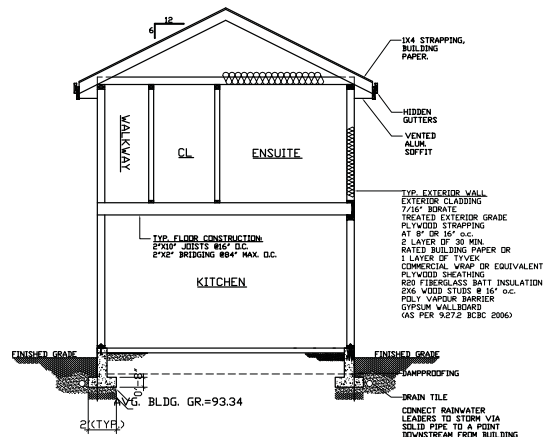 12
6
1X4 STRAPPING,
BUILDING
PAPER.
HIDDEN
GUTTERS
VENTED
ALUM.
SOFFIT
WALKWAY
CL
ENSUITE
TYP. EXTERIOR WALL
EXTERIOR CLADDING
7/16" BORATE
TREATED EXTERIOR GRADE
PLYWOOD STRAPPING
AT 8" OR 16" o.c.
2 LAYER OF 30 MIN.
RATED BUILDING PAPER OR
1 LAYER OF TYVEK
COMMERCIAL WRAP OR EQUIVALENT
PLYWOOD SHEATHING
R20 FIBERGLASS BATT INSULATION
2X6 WOOD STUDS @ 16" o.c.
POLY VAPOUR BARRIER
GYPSUM WALLBOARD
(AS PER 9.27.2 BCBC 2006)
TYP. FLOOR CONSTRUCTION:
2"X10" JOISTS @16" O.C.
2"X2" BRIDGING @84" MAX. O.C.
KITCHEN
FINISHED GRADE
FINISHED GRADE
DAMPPROOFING
AVG. BLDG. GR.=93.34
DRAIN TILE
2'(TYP.)
CONNECT RAINWATER
LEADERS TO STORM VIA
SOLID PIPE TO A POINT
DOWNSTREAM FROM BUILDING